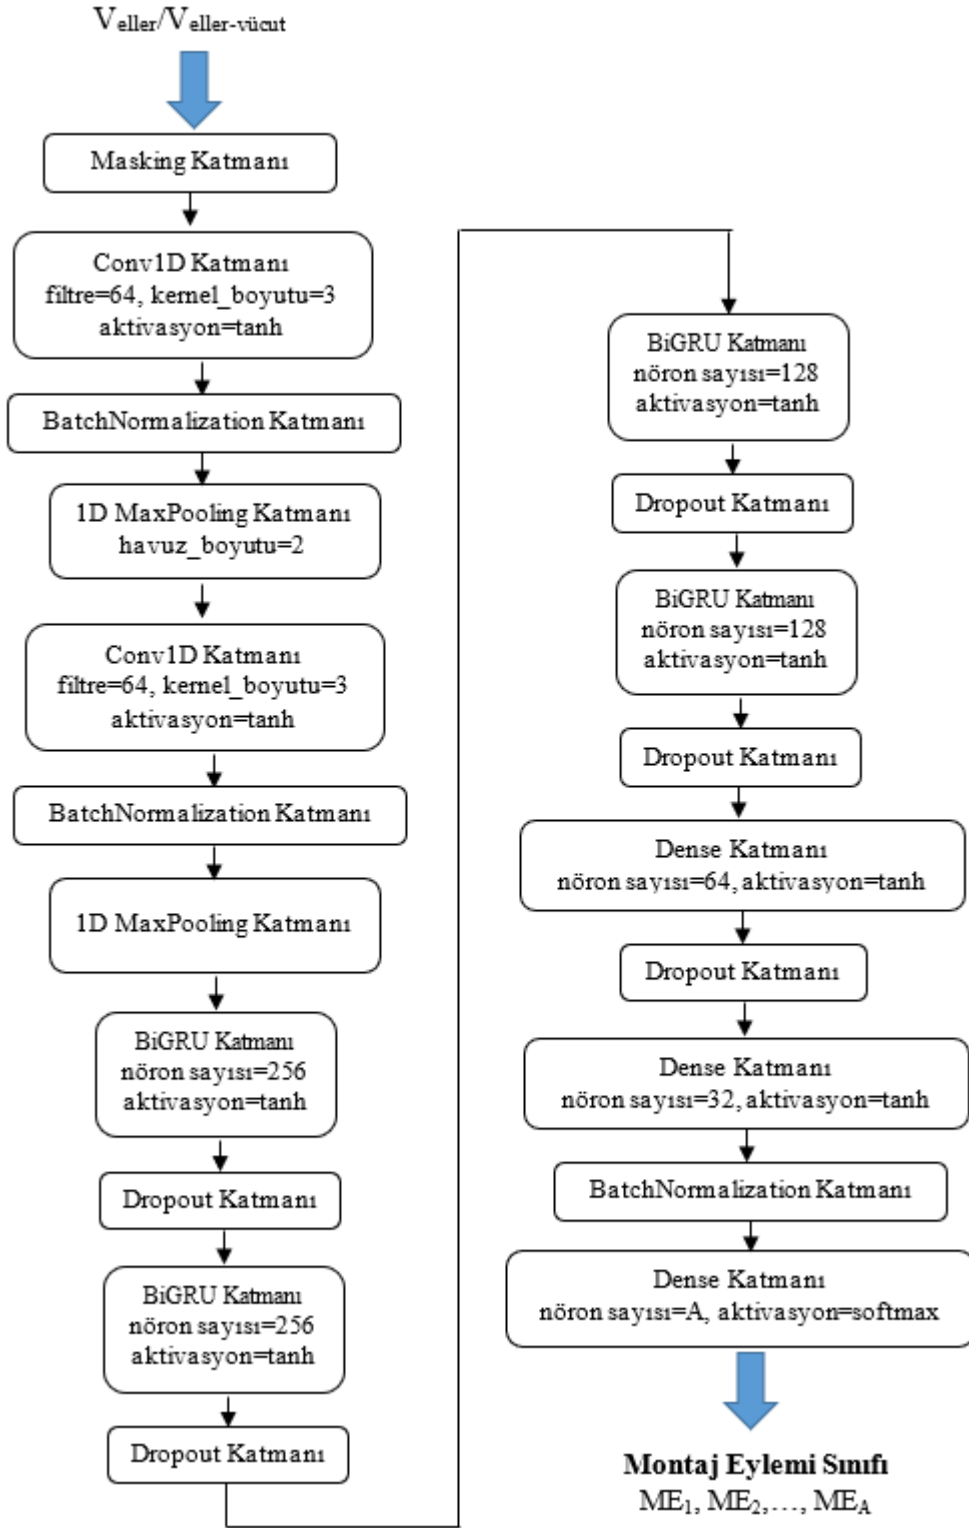 V_eller/V_eller-vücut
Masking Katmanı
Conv1D Katmanı
filtre=64, kernel_boyutu=3
aktivasyon=tanh
BatchNormalization Katmanı
1D MaxPooling Katmanı
havuz_boyutu=2
Conv1D Katmanı
filtre=64, kernel_boyutu=3
aktivasyon=tanh
BatchNormalization Katmanı
1D MaxPooling Katmanı
BiGRU Katmanı
nöron sayısı=256
aktivasyon=tanh
Dropout Katmanı
BiGRU Katmanı
nöron sayısı=256
aktivasyon=tanh
Dropout Katmanı
BiGRU Katmanı
nöron sayısı=128
aktivasyon=tanh
Dropout Katmanı
BiGRU Katmanı
nöron sayısı=128
aktivasyon=tanh
Dropout Katmanı
Dense Katmanı
nöron sayısı=64, aktivasyon=tanh
Dropout Katmanı
Dense Katmanı
nöron sayısı=32, aktivasyon=tanh
BatchNormalization Katmanı
Dense Katmanı
nöron sayısı=A, aktivasyon=softmax
Montaj Eylemi Sınıfı
ME₁, ME₂,…, ME_A